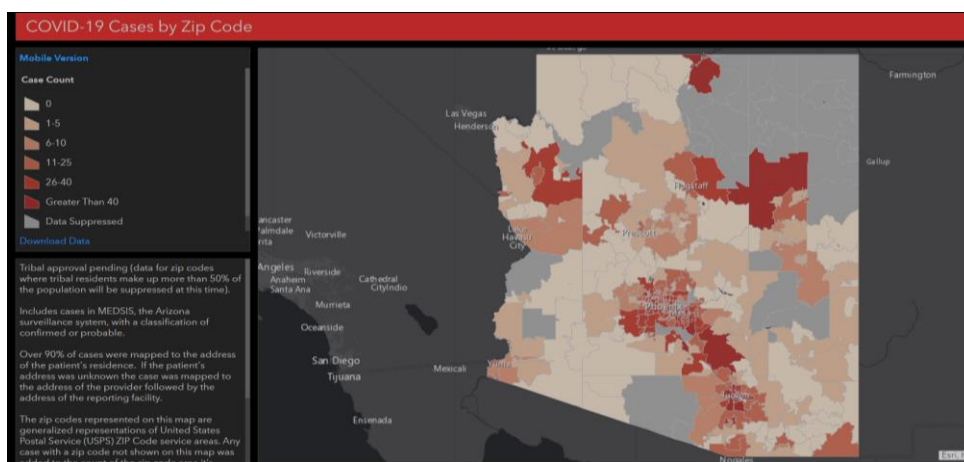 COVID-19 Cases by Zip Code
Mobile Version
Case Count
0
1-5
6-10
11-25
26-40
Greater Than 40
Data Suppressed
Download Data
Tribal approval pending (data for zip codes
where tribal residents make up more than 50% of
the population will be suppressed at this time).
Includes cases in MEDSIS, the Arizona
surveillance system, with a classification of
confirmed or probable.
Over 90% of cases were mapped to the address
of the patient's residence. If the patient's
address was unknown the case was mapped to
the address of the provider followed by the
address of the reporting facility.
The zip codes represented on this map are
generalized representations of United States
Postal Service (USPS) ZIP Code service areas. Any
case with a zip code not shown on this map was
Farmington
Las Vegas
Henderson
Gallup
Flagstaff
Lake
Havasu
City
Prescott
ancaster
Palmdale
Victorville
Angeles
Riverside
Anaheim
Santa Ana
Cathedral
CityIndio
Murrieta
Oceanside
Phoenix
San Diego
Tijuana
Mexicali
Yuma
Tucson
Ensenada
Nogales
Esri,